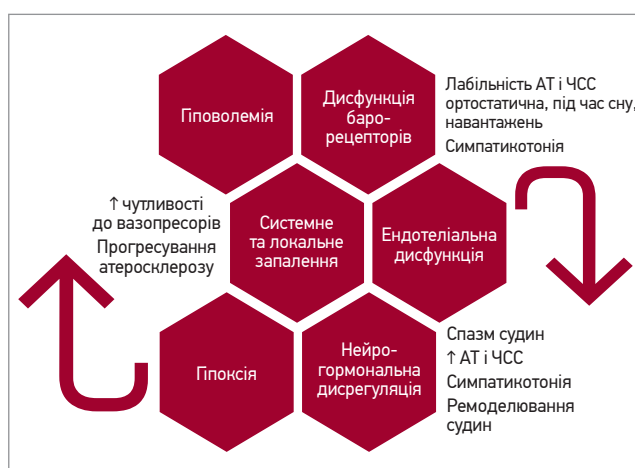 Гіповолемія
Дисфункція
баро-
рецепторів
Лабільність АТ і ЧСС
ортостатична, під час сну,
навантажень
Симпатикотонія
↑ чутливості
до вазопресорів
Прогресування
атеросклерозу
Системне
та локальне
запалення
Ендотеліальна
дисфункція
Гіпоксія
Нейро-
гормональна
дисрегуляція
Спазм судин
↑ АТ і ЧСС
Симпатикотонія
Ремоделювання
судин